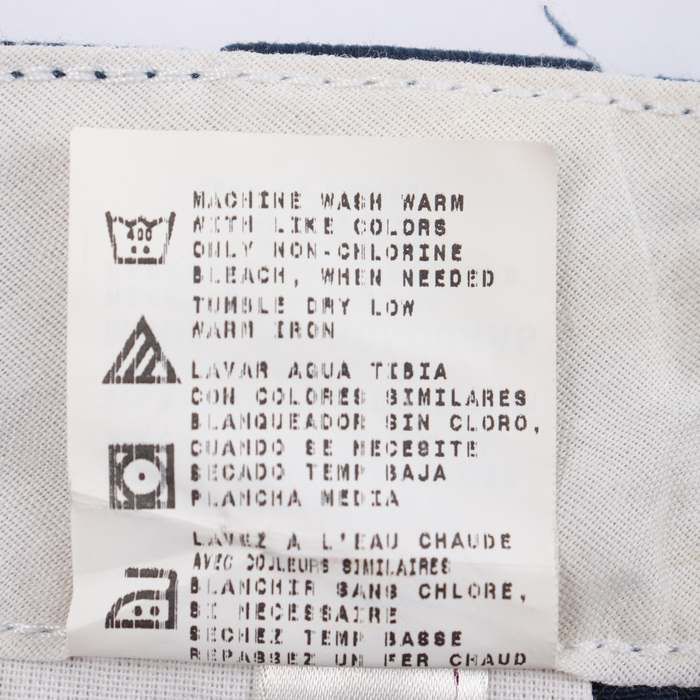 MACHINE WASH WARM
WITH LIKE COLORS
ONLY NON-CHLORINE
BLEACH, WHEN NEEDED
TUMBLE DRY LOW
WARM IRON
LAVAR AGUA TIBIA
CON COLORES SIMILARES
BLANQUEADOR SIN CLORO,
CUANDO SE NECESITE
SECADO TEMP BAJA
PLANCHA MEDIA
LAVEZ A L'EAU CHAUDE
AVEC COULEURS SIMILAIRES
BLANCHIR SANS CHLORE,
SI NECESSAIRE
SECHEZ TEMP BASSE
REPASSEZ UN FER CHAUD